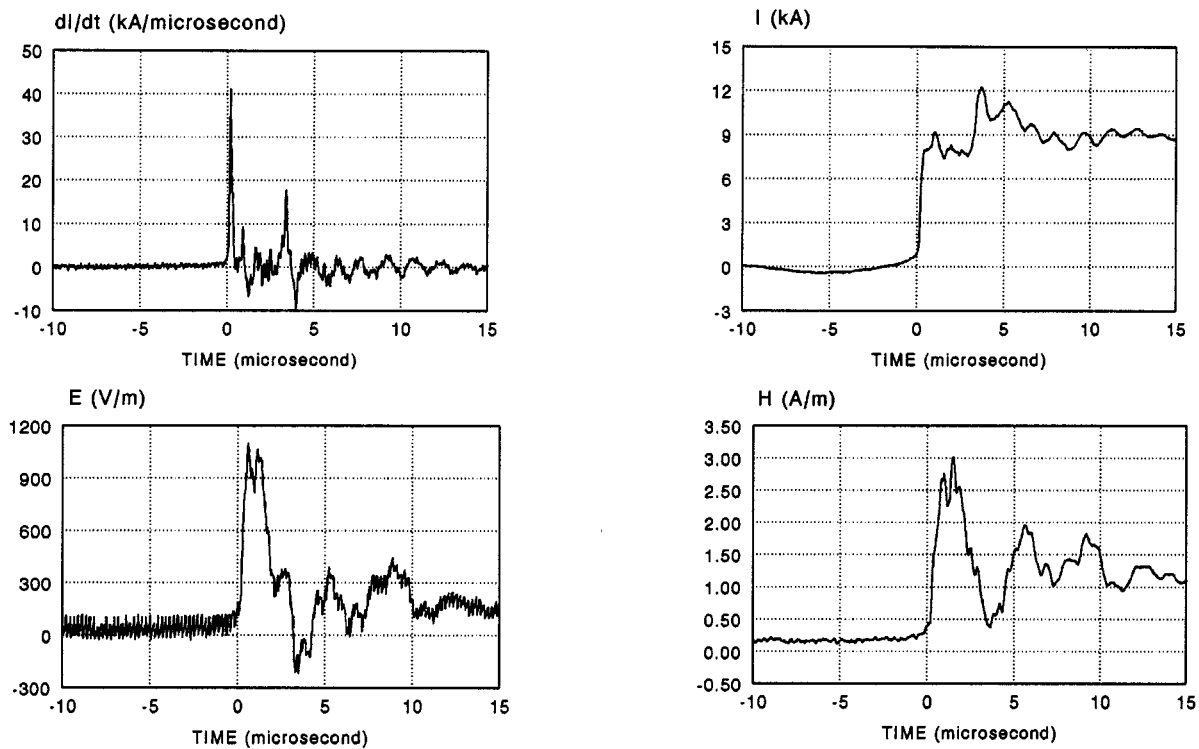 dI/dt (kA/microsecond)
50
40
30
20
10
0
-10
-10 -5 0 5 10 15
TIME (microsecond)
I (kA)
15
12
9
6
3
0
-3
-10 -5 0 5 10 15
TIME (microsecond)
E (V/m)
1200
900
600
300
0
-300
-10 -5 0 5 10 15
TIME (microsecond)
H (A/m)
3.50
3.00
2.50
2.00
1.50
1.00
0.50
0.00
-0.50
-10 -5 0 5 10 15
TIME (microsecond)